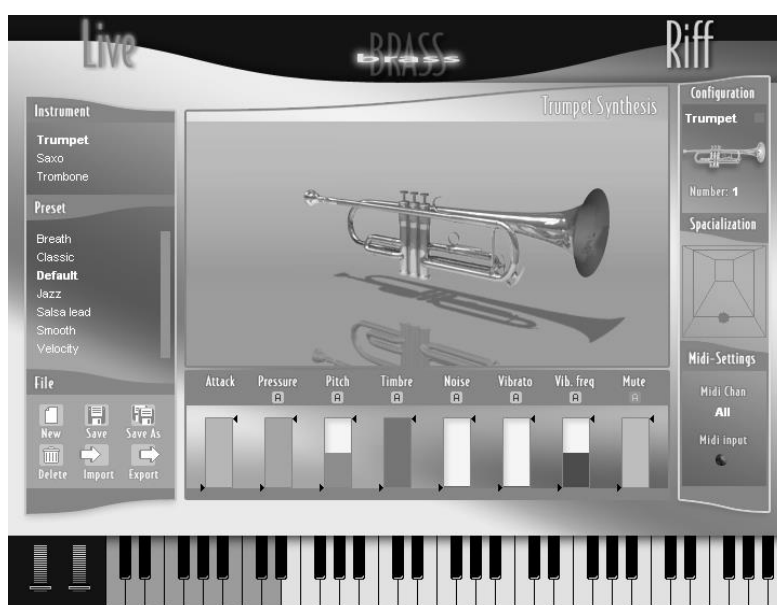 Live
BRASS
brass
Riff
Instrument
Trumpet
Saxo
Trombone
Preset
Breath
Classic
Default
Jazz
Salsa lead
Smooth
Velocity
File
New Save Save As
Delete Import Export
Trumpet Synthesis
Attack Pressure Pitch Timbre Noise Vibrato Vib. freq Mute
A A A A A A A
Configuration
Trumpet
Number: 1
Spacialization
Midi-Settings
Midi Chan
All
Midi input